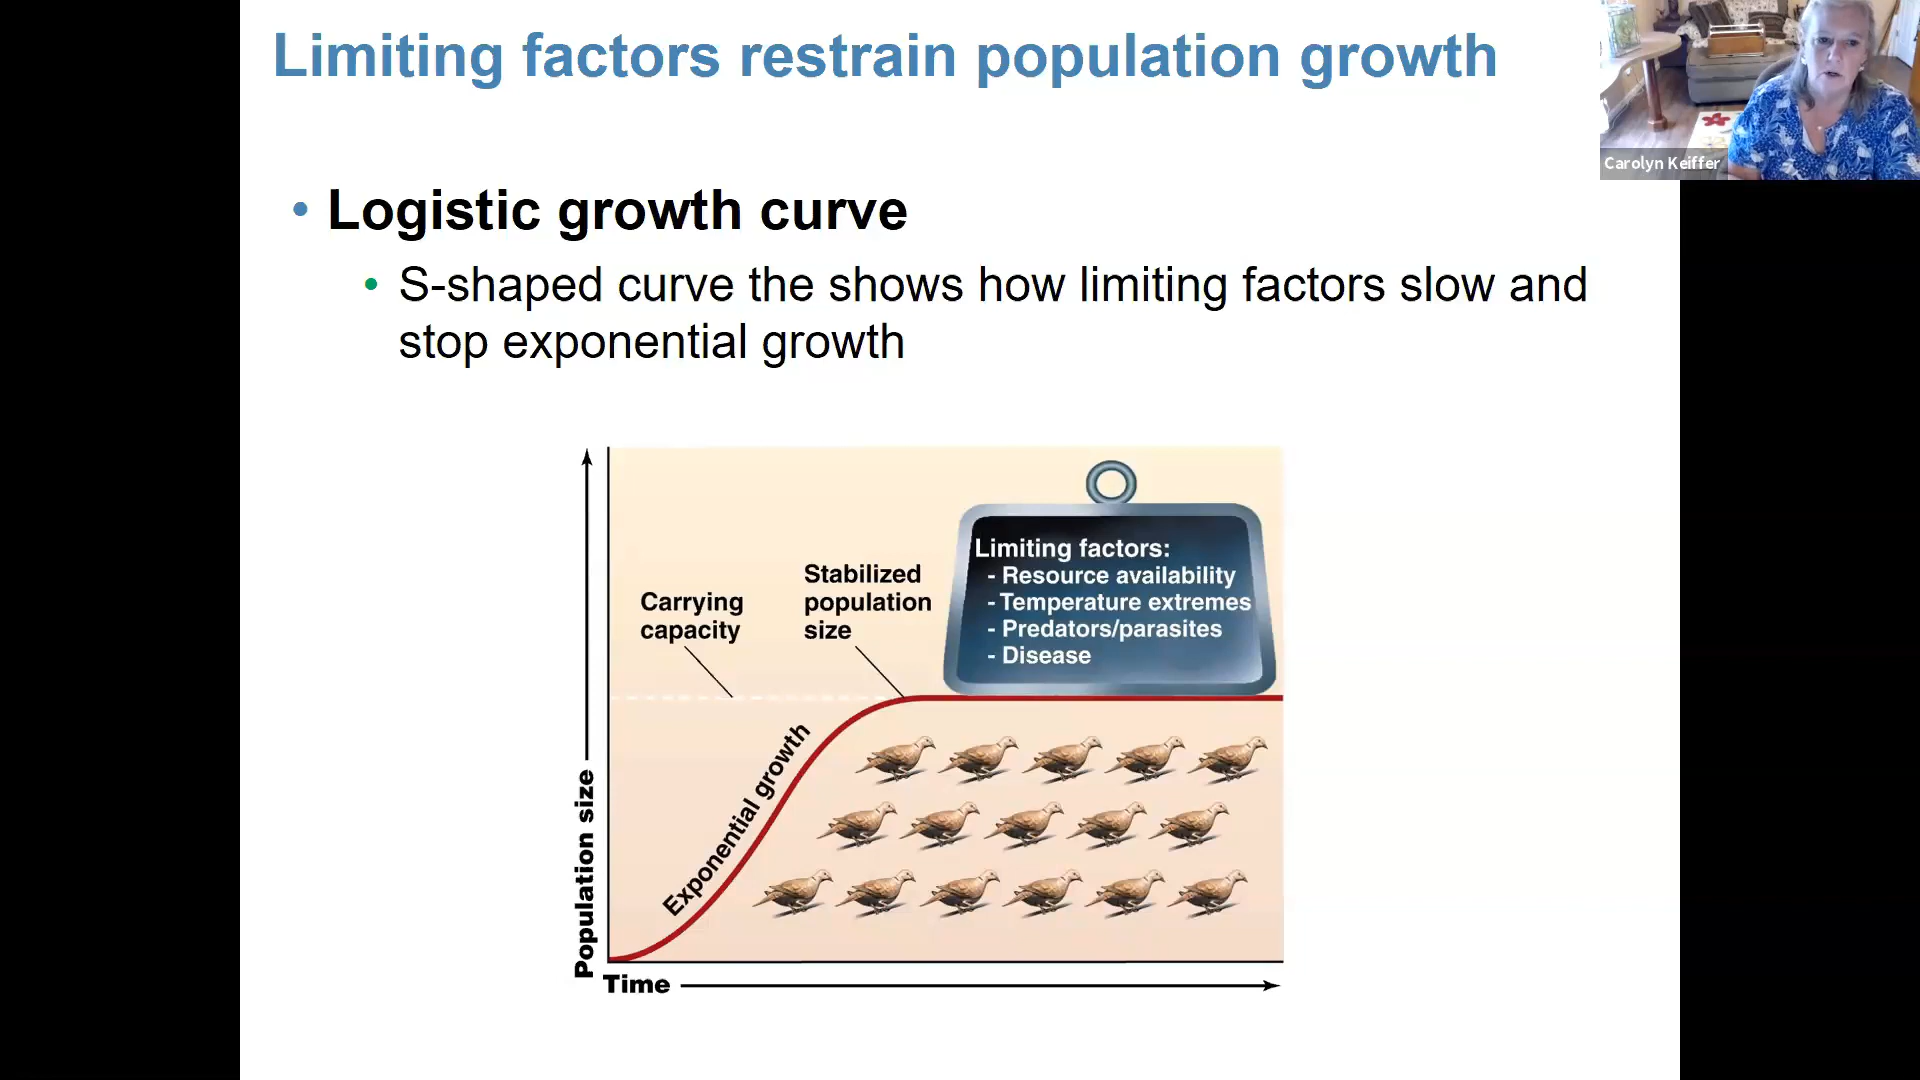 Limiting factors restrain population growth
Carolyn Keiffer
• Logistic growth curve
• S-shaped curve the shows how limiting factors slow and
stop exponential growth
Limiting factors:
- Resource availability
- Temperature extremes
- Predators/parasites
- Disease
Stabilized
population
size
Carrying
capacity
Exponential growth
Population size
Time